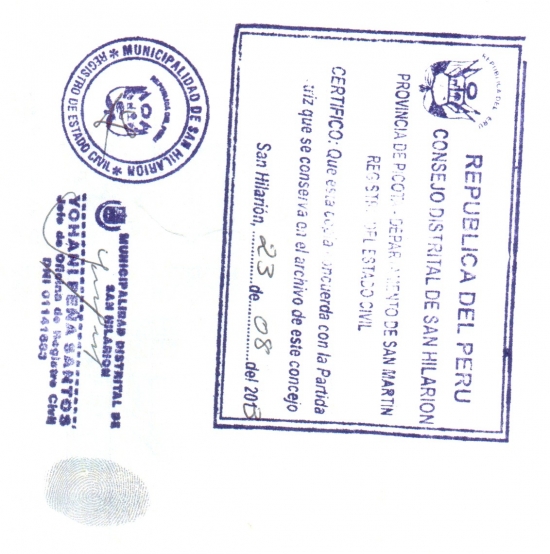 REPUBLICA DEL PERU
CONSEJO DISTRITAL DE SAN HILARION
PROVINCIA DE PICOTA - DEPARTAMENTO DE SAN MARTIN
REGISTRO DEL ESTADO CIVIL
CERTIFICO: Que esta copia concuerda con la Partida
matriz que se conserva en el archivo de este concejo
San Hilarión, 23 de 08 del 2013
MUNICIPALIDAD DE SAN HILARION
REGISTRO DE ESTADO CIVIL
MUNICIPALIDAD DISTRITAL DE
SAN HILARION
YOHANI PEÑA SANTOS
Jefe de Oficina de Registro Civil
DNI 01141683